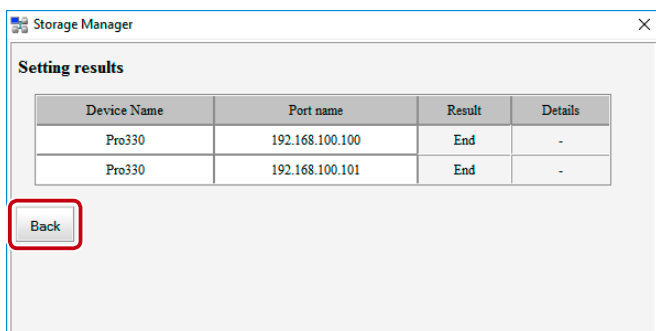 Storage Manager
Setting results
Device Name Port name Result Details
Pro330 192.168.100.100 End -
Pro330 192.168.100.101 End -
Back